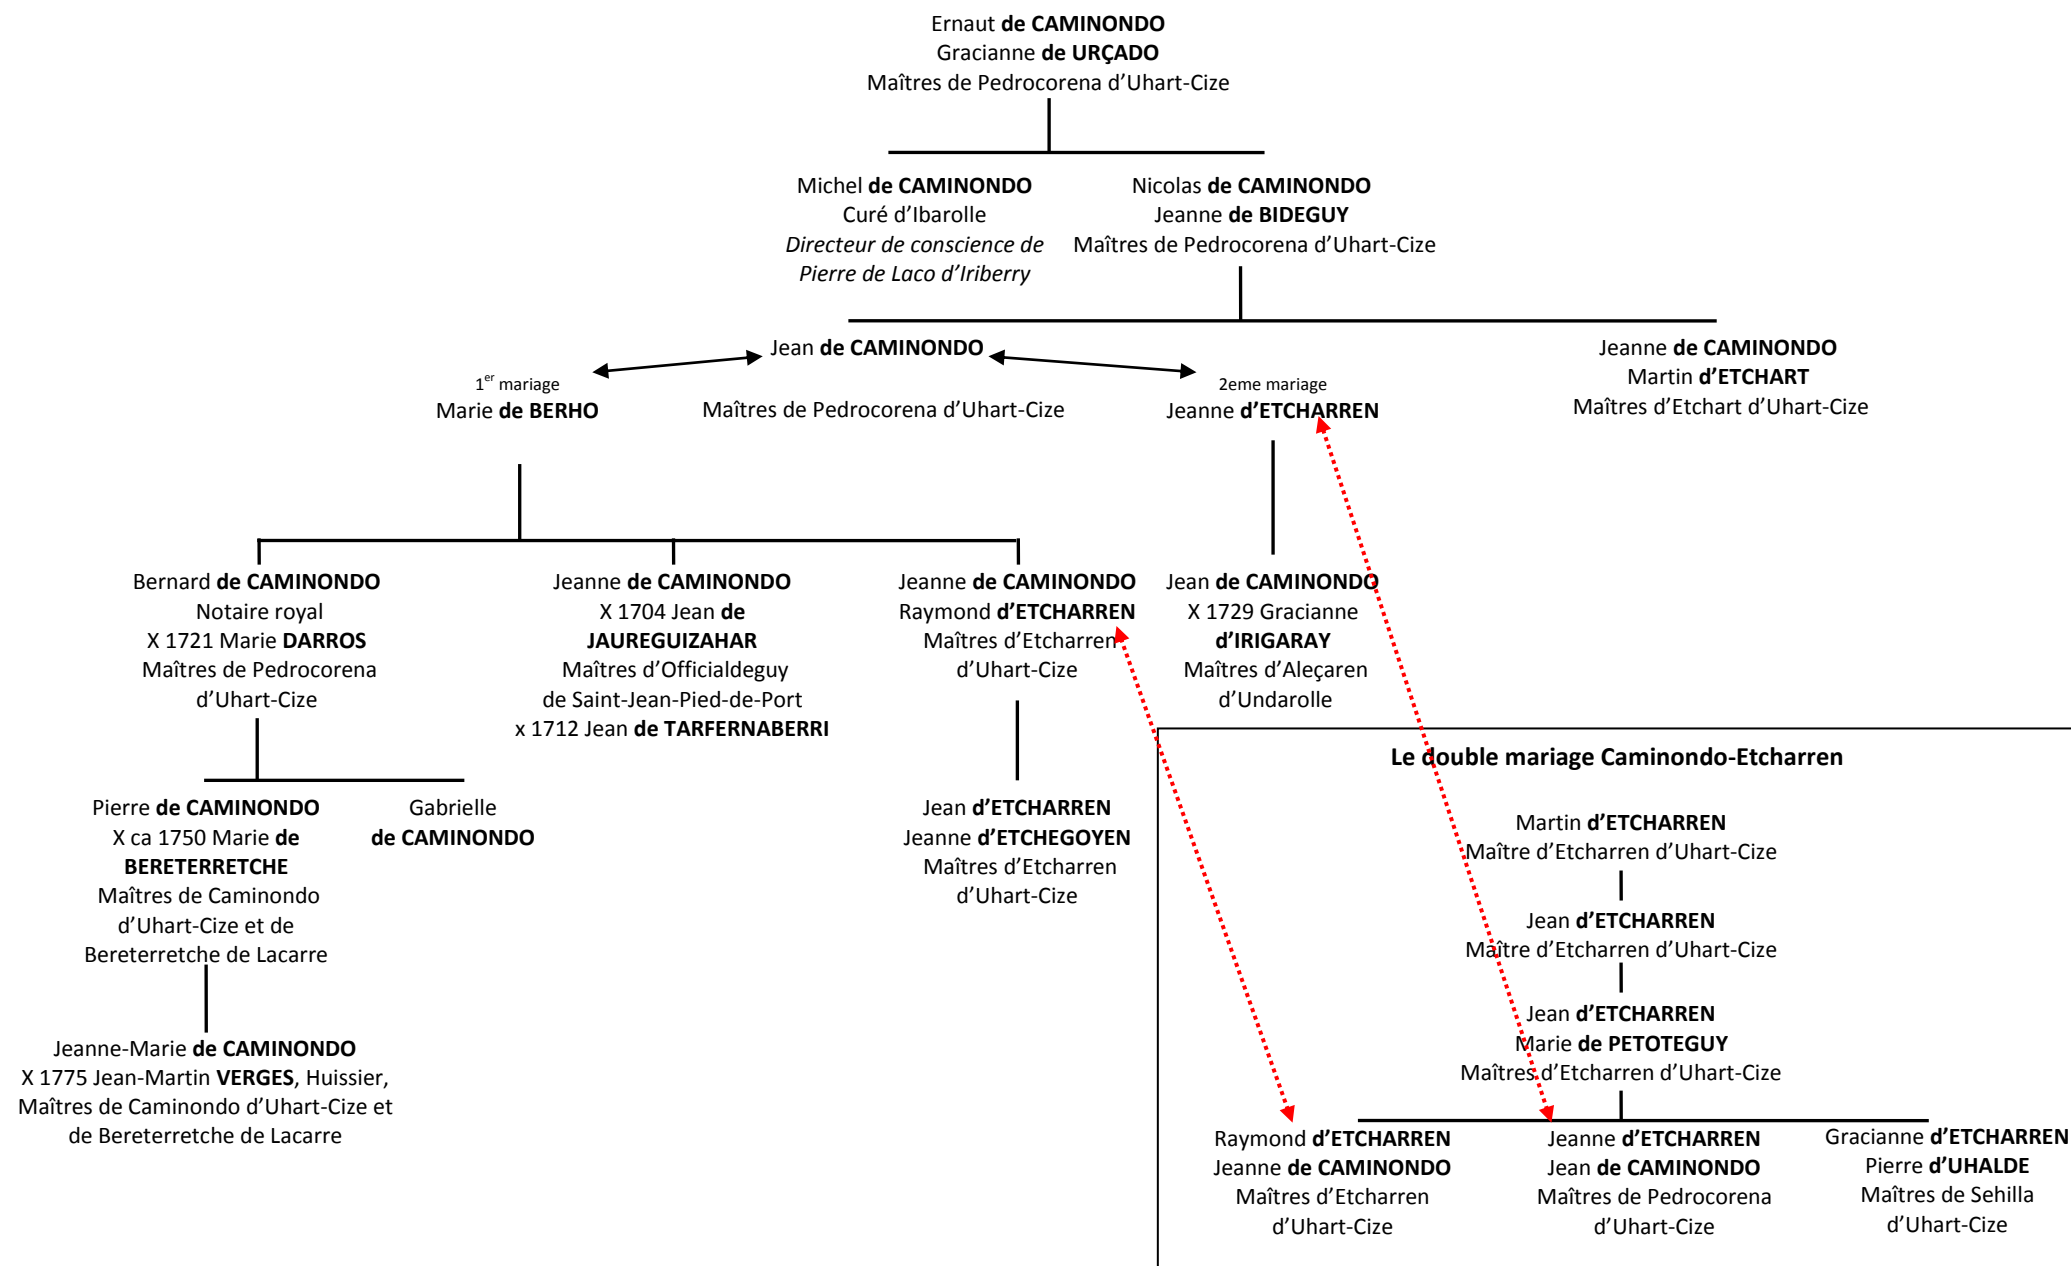 Ernaut de CAMINONDO
Gracianne de URÇADO
Maîtres de Pedrocorena d’Uhart-Cize
Michel de CAMINONDO
Curé d’Ibarolle
Directeur de conscience de
Pierre de Laco d’Iriberry
Nicolas de CAMINONDO
Jeanne de BIDEGUY
Maîtres de Pedrocorena d’Uhart-Cize
Jean de CAMINONDO
Maîtres de Pedrocorena d’Uhart-Cize
1er mariage
Marie de BERHO
2eme mariage
Jeanne d’ETCHARREN
Jeanne de CAMINONDO
Martin d’ETCHART
Maîtres d’Etchart d’Uhart-Cize
Bernard de CAMINONDO
Notaire royal
X 1721 Marie DARROS
Maîtres de Pedrocorena
d’Uhart-Cize
Jeanne de CAMINONDO
X 1704 Jean de
JAUREGUIZAHAR
Maîtres d’Officialdeguy
de Saint-Jean-Pied-de-Port
x 1712 Jean de TARFERNABERRI
Jeanne de CAMINONDO
Raymond d’ETCHARREN
Maîtres d’Etcharren
d’Uhart-Cize
Jean de CAMINONDO
X 1729 Gracianne
d’IRIGARAY
Maîtres d’Aleçaren
d’Undarolle
Pierre de CAMINONDO
X ca 1750 Marie de
BERETERRETCHE
Maîtres de Caminondo
d’Uhart-Cize et de
Bereterretche de Lacarre
Gabrielle
de CAMINONDO
Jean d’ETCHARREN
Jeanne d’ETCHEGOYEN
Maîtres d’Etcharren
d’Uhart-Cize
Jeanne-Marie de CAMINONDO
X 1775 Jean-Martin VERGES, Huissier,
Maîtres de Caminondo d’Uhart-Cize et
de Bereterretche de Lacarre
Le double mariage Caminondo-Etcharren
Martin d’ETCHARREN
Maître d’Etcharren d’Uhart-Cize
Jean d’ETCHARREN
Maître d’Etcharren d’Uhart-Cize
Jean d’ETCHARREN
Marie de PETOTEGUY
Maîtres d’Etcharren d’Uhart-Cize
Raymond d’ETCHARREN
Jeanne de CAMINONDO
Maîtres d’Etcharren
d’Uhart-Cize
Jeanne d’ETCHARREN
Jean de CAMINONDO
Maîtres de Pedrocorena
d’Uhart-Cize
Gracianne d’ETCHARREN
Pierre d’UHALDE
Maîtres de Sehilla
d’Uhart-Cize